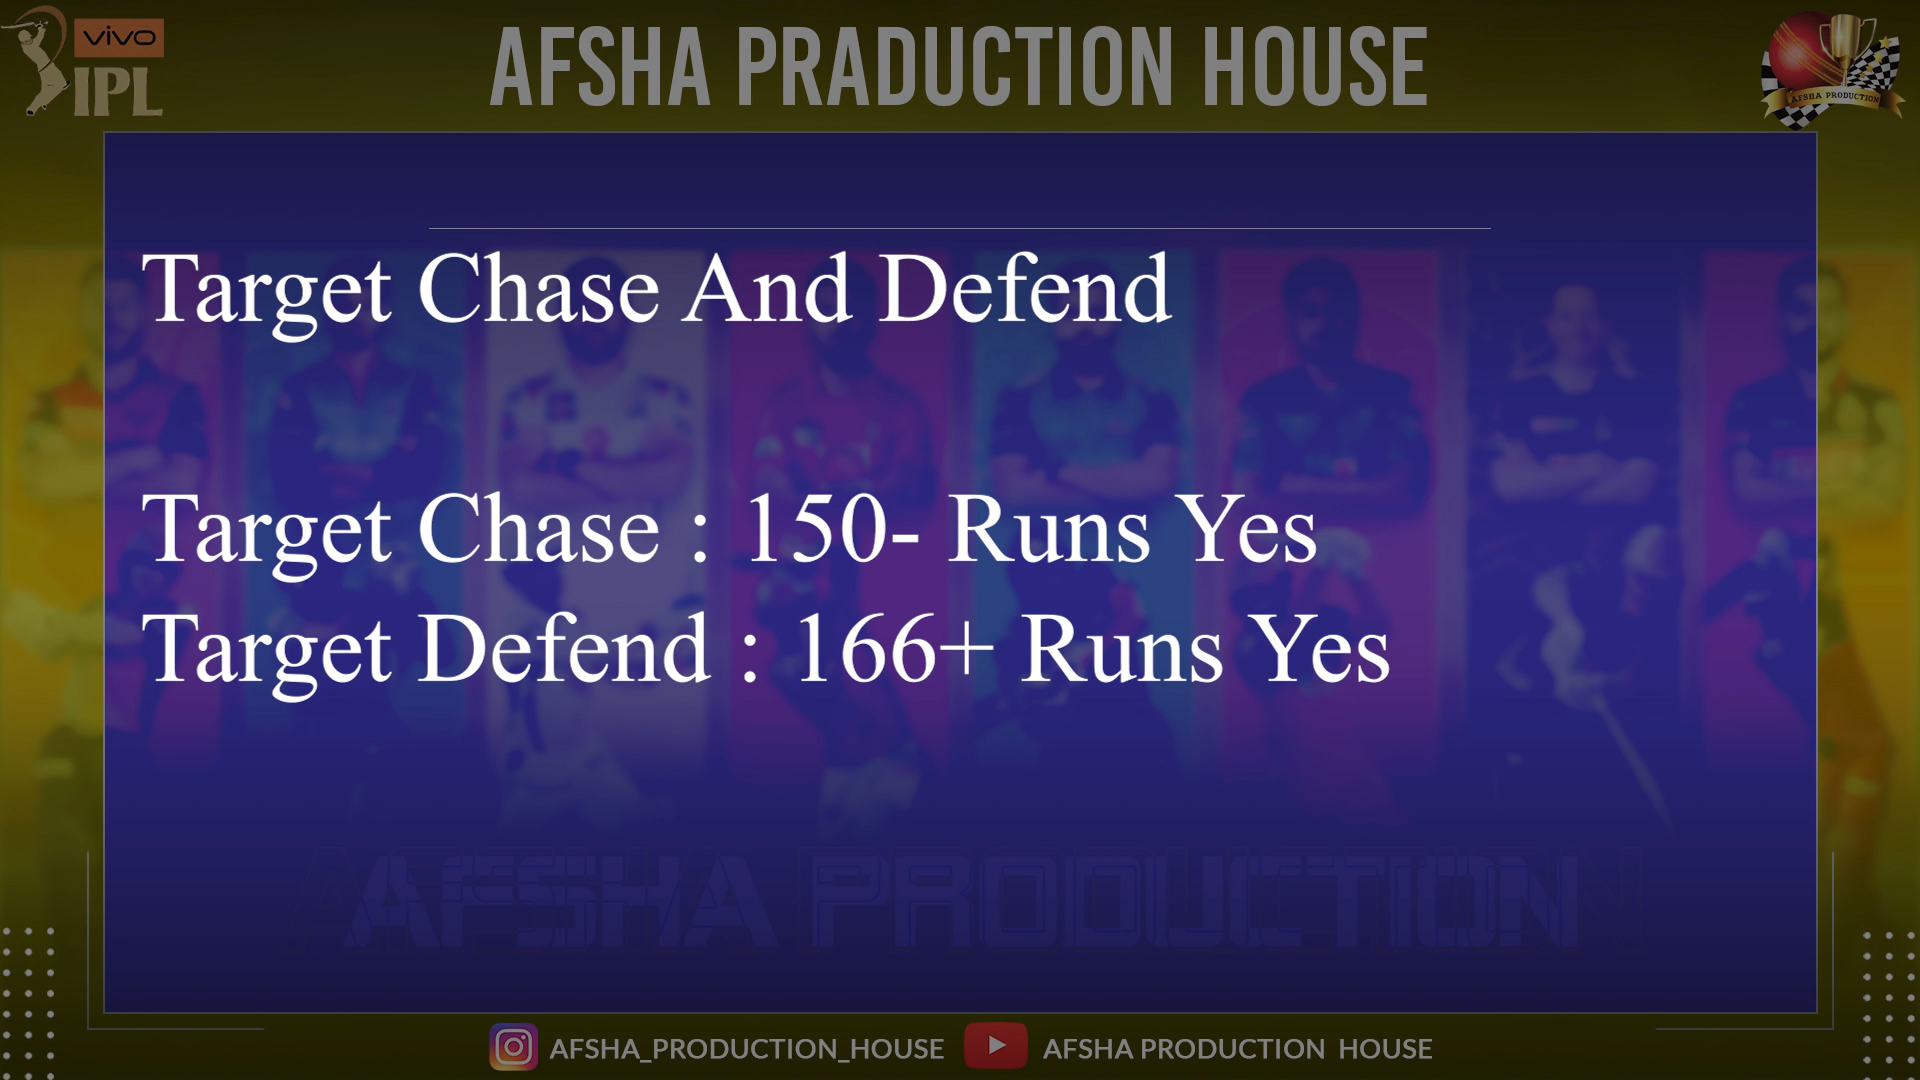 vivo
IPL
AFSHA PRADUCTION HOUSE
AFSHA PRODUCTION
Target Chase And Defend
Target Chase : 150- Runs Yes
Target Defend : 166+ Runs Yes
AFSHA PRODUCTION
AFSHA_PRODUCTION_HOUSE
AFSHA PRODUCTION HOUSE